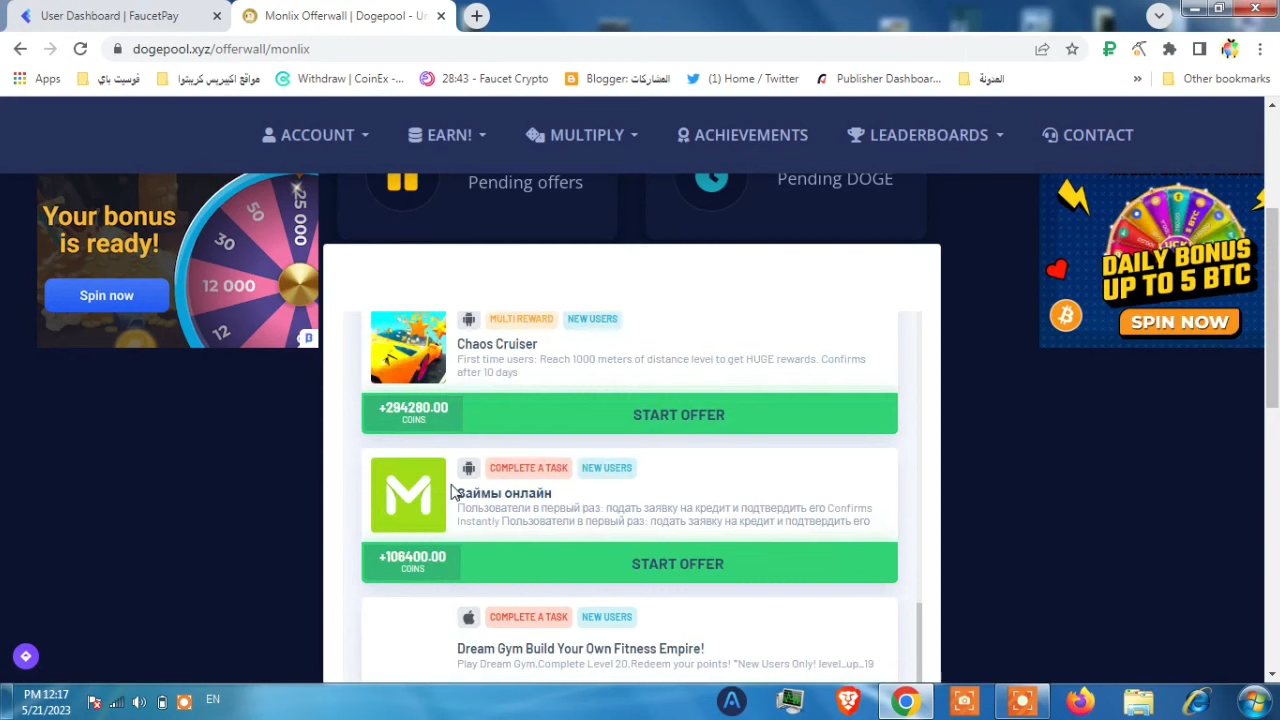 User Dashboard | FaucetPay
Monlix Offerwall | Dogepool - Un
dogepool.xyz/offerwall/monlix
Apps
فوسيت باي
مواقع اكسبريس كريبتوا
Withdraw | CoinEx -...
28:43 - Faucet Crypto
Blogger: المشاركات
(1) Home / Twitter
Publisher Dashboar...
المدونة
»
Other bookmarks
ACCOUNT
EARN!
MULTIPLY
ACHIEVEMENTS
LEADERBOARDS
CONTACT
Pending offers
Pending DOGE
Your bonus
is ready!
Spin now
50
30
12 000
12
25 000
5 BTC
LUCK
DAILY BONUS
UP TO 5 BTC
SPIN NOW
MULTI REWARD
NEW USERS
Chaos Cruiser
First time users: Reach 1000 meters of distance level to get HUGE rewards. Confirms
after 10 days
+294280.00
COINS
START OFFER
M
COMPLETE A TASK
NEW USERS
Займы онлайн
Пользователи в первый раз: подать заявку на кредит и подтвердить его Confirms
Instantly Пользователи в первый раз: подать заявку на кредит и подтвердить его
+106400.00
COINS
START OFFER
COMPLETE A TASK
NEW USERS
Dream Gym Build Your Own Fitness Empire!
Play Dream Gym.Complete Level 20.Redeem your points! *New Users Only! level_up_19
PM 12:17
5/21/2023
EN